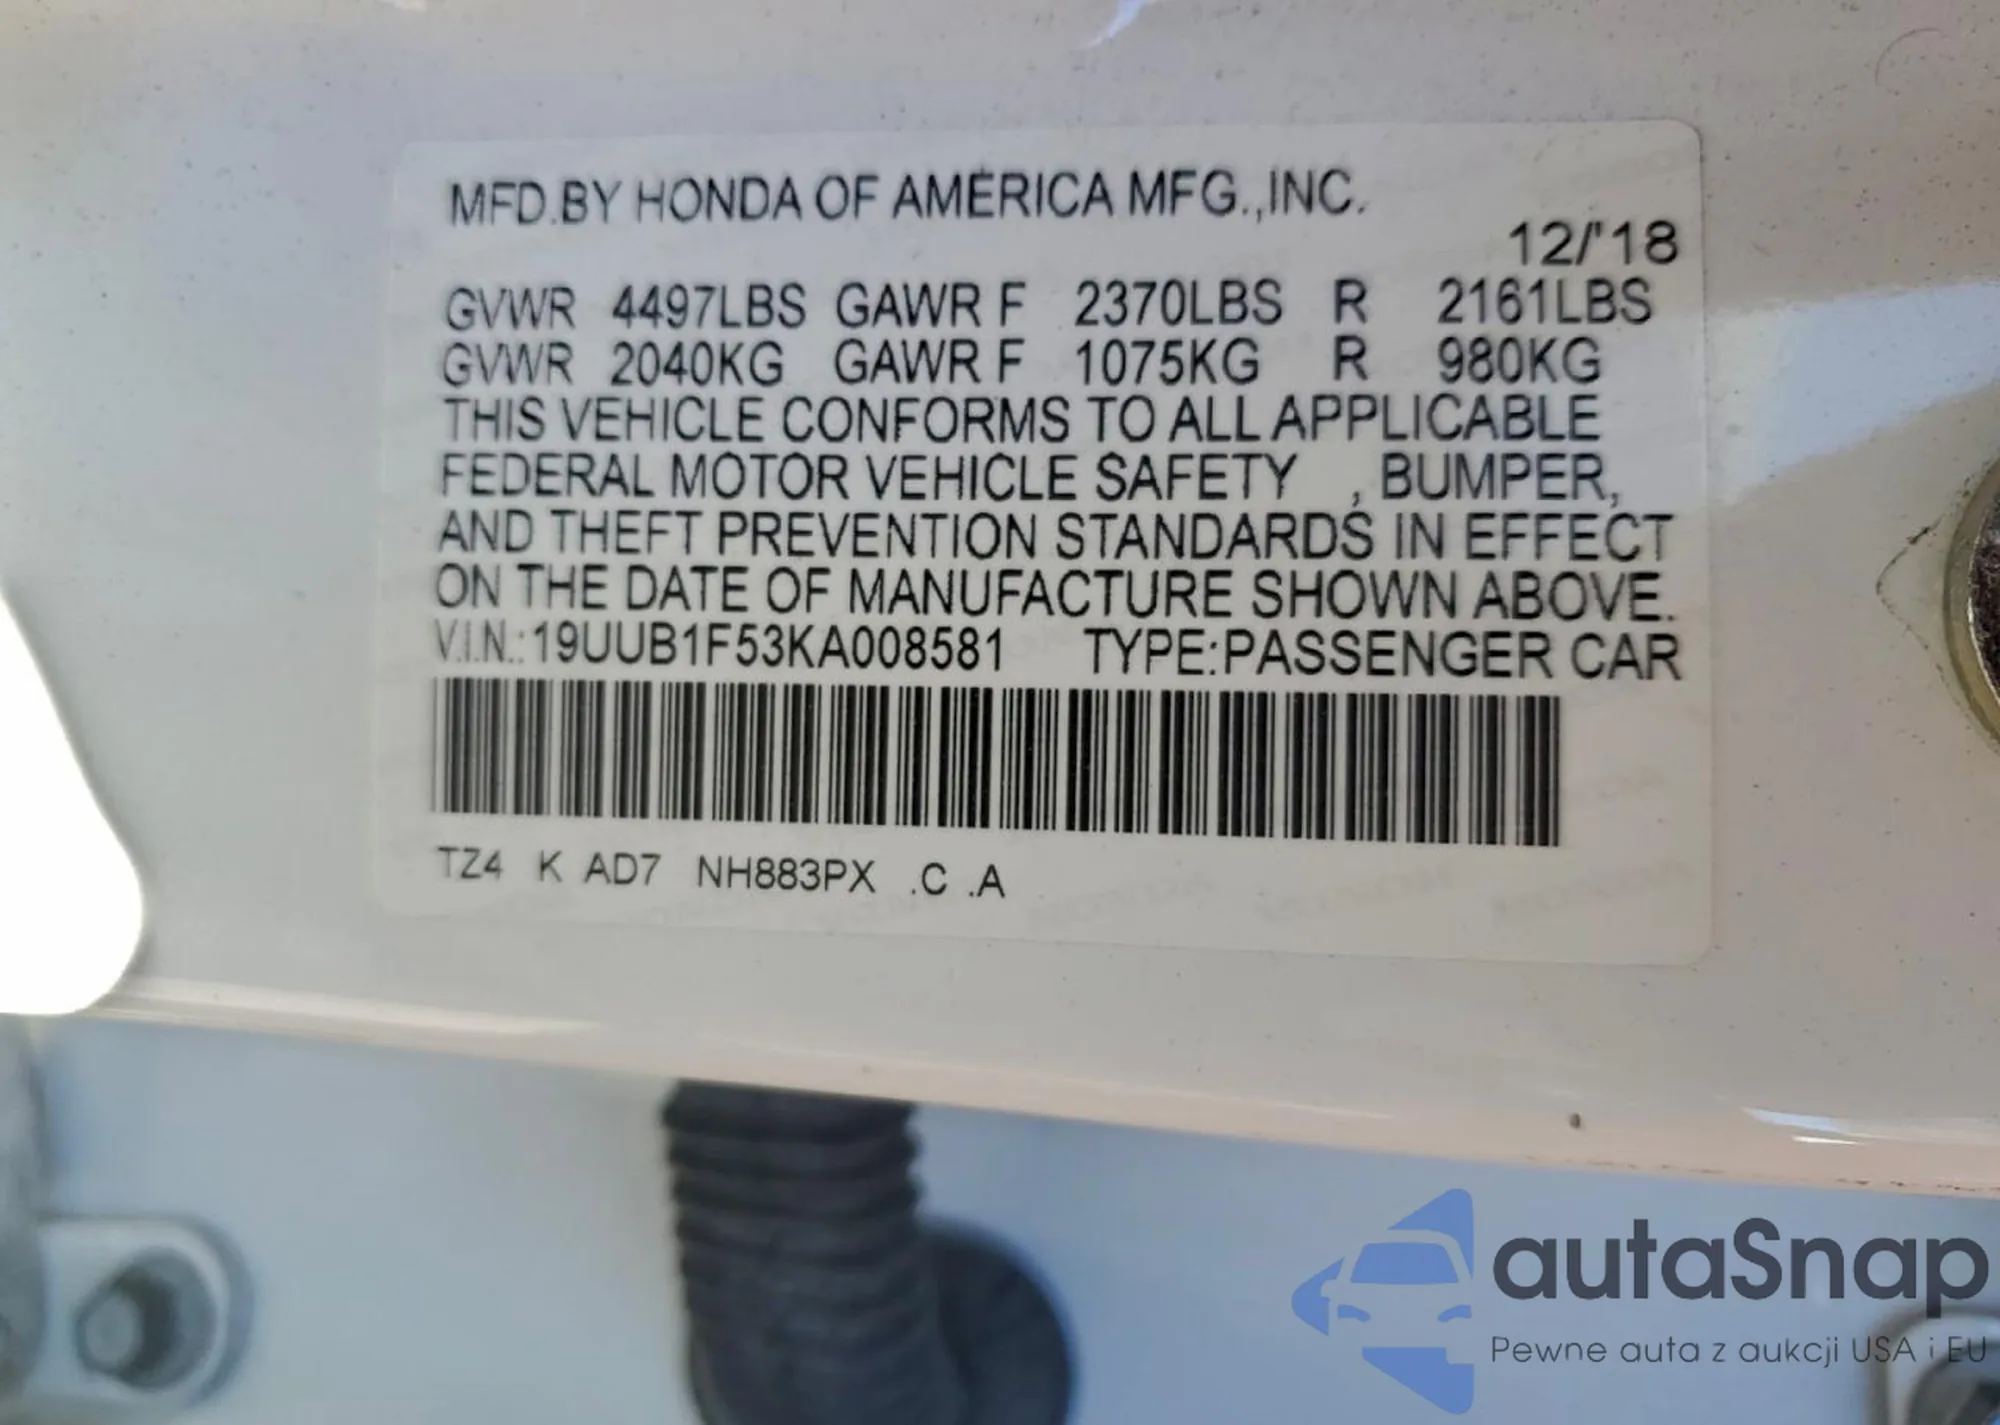 MFD.BY HONDA OF AMERICA MFG.,INC.
12/'18
GVWR 4497LBS GAWR F 2370LBS R 2161LBS
GVWR 2040KG GAWR F 1075KG R 980KG
THIS VEHICLE CONFORMS TO ALL APPLICABLE
FEDERAL MOTOR VEHICLE SAFETY , BUMPER,
AND THEFT PREVENTION STANDARDS IN EFFECT
ON THE DATE OF MANUFACTURE SHOWN ABOVE.
V.I.N.:19UUB1F53KA008581 TYPE:PASSENGER CAR
TZ4 K AD7 NH883PX .C .A
autaSnap
Pewne auta z aukcji USA i EU